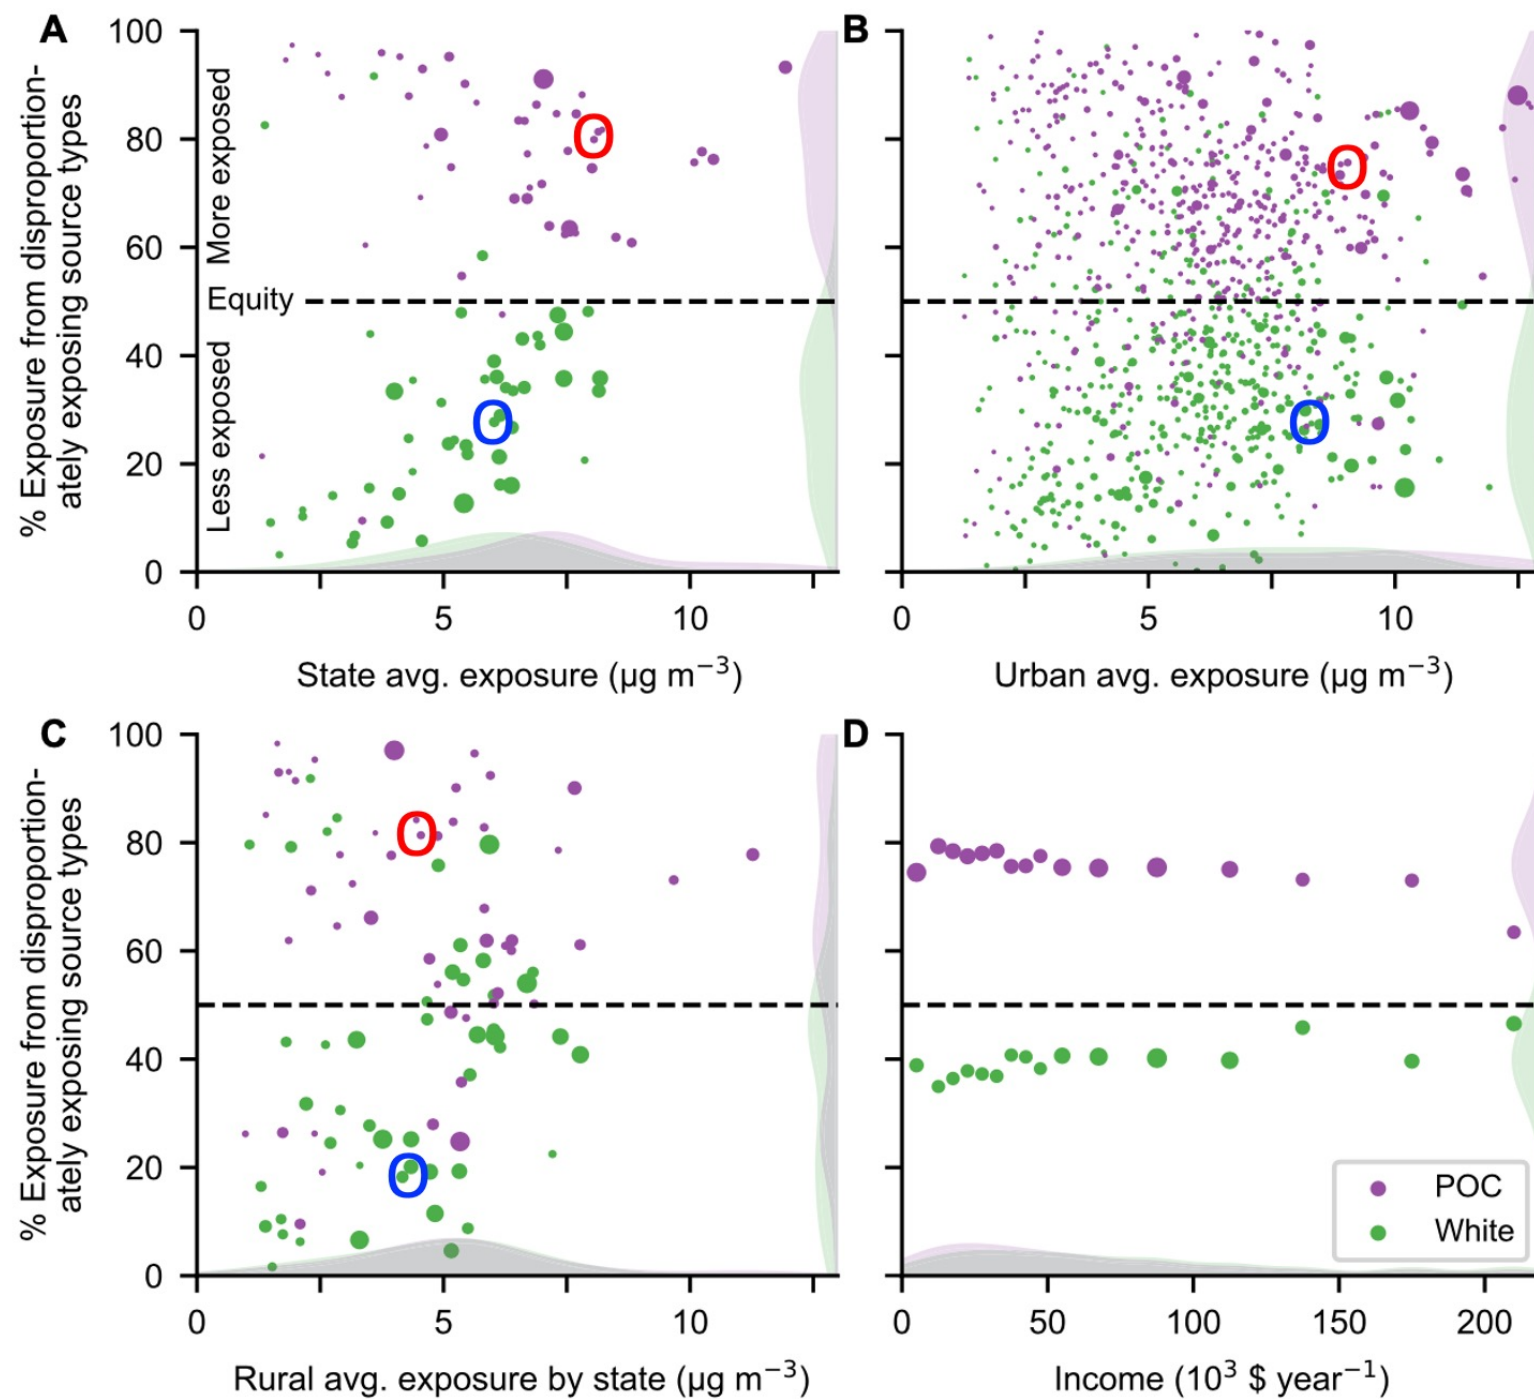 A
B
% Exposure from disproportion-
ately exposing source types
100
80
60
40
20
0
More exposed
Equity
Less exposed
0 5 10
0 5 10
State avg. exposure (µg m⁻³)
Urban avg. exposure (µg m⁻³)
C
D
% Exposure from disproportion-
ately exposing source types
100
80
60
40
20
0
POC
White
0 5 10
0 50 100 150 200
Rural avg. exposure by state (µg m⁻³)
Income (10³ $ year⁻¹)